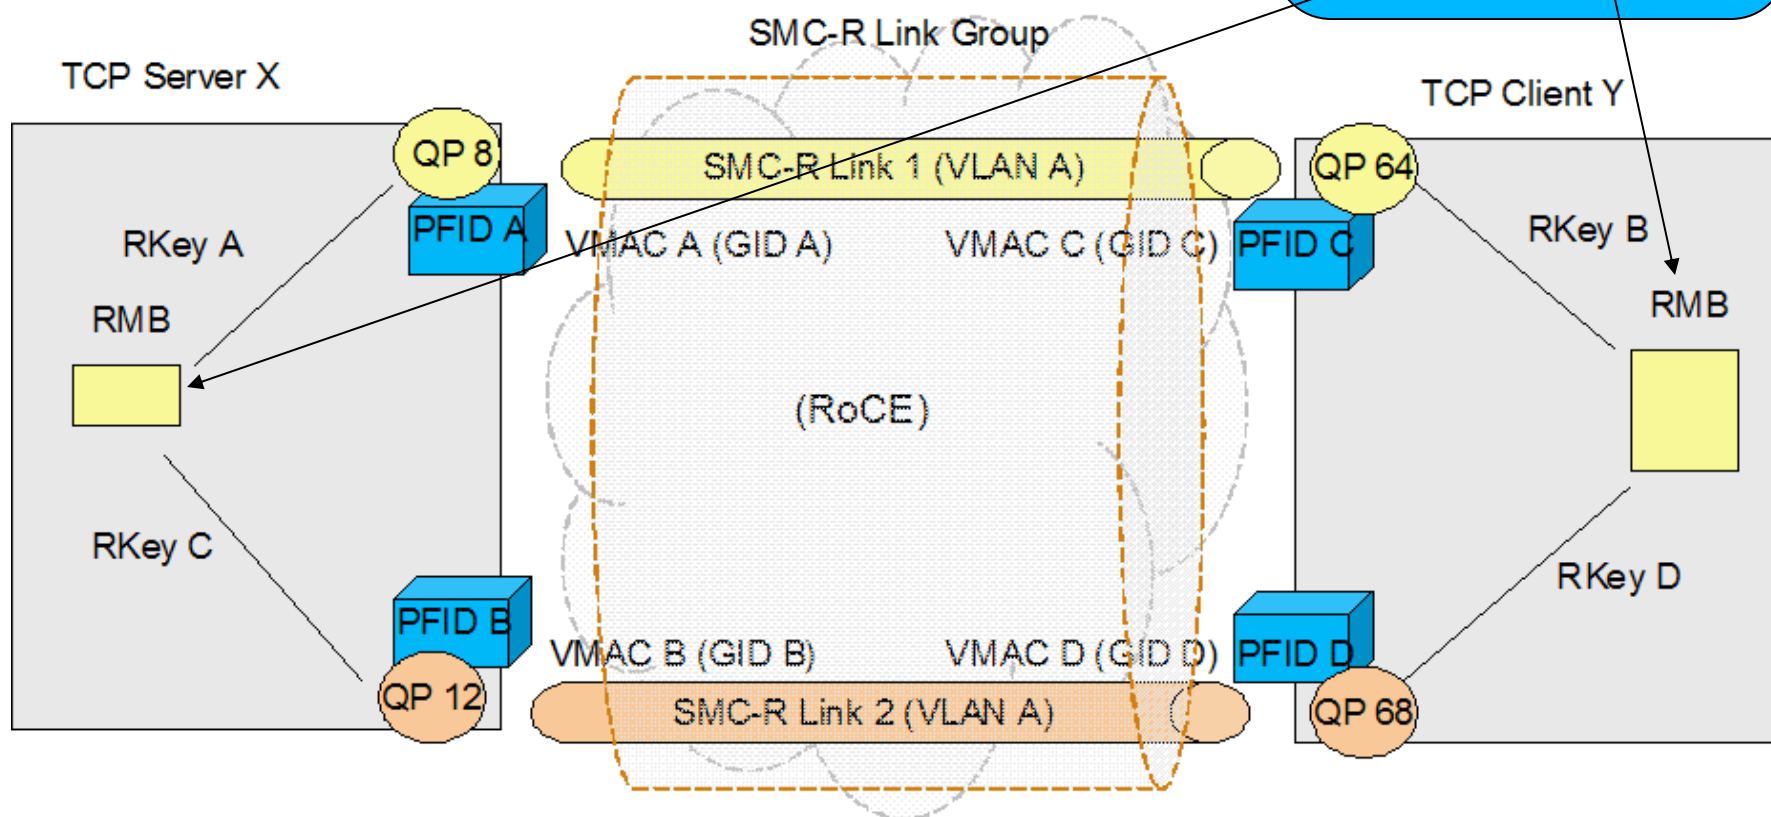 SMC-R Link Group
TCP Server X
TCP Client Y
QP 8
SMC-R Link 1 (VLAN A)
QP 64
PFID A
RKey A
VMAC A (GID A)
VMAC C (GID C)
PFID C
RKey B
RMB
RMB
(RoCE)
RKey C
RKey D
PFID B
VMAC B (GID B)
VMAC D (GID D)
PFID D
QP 12
SMC-R Link 2 (VLAN A)
QP 68